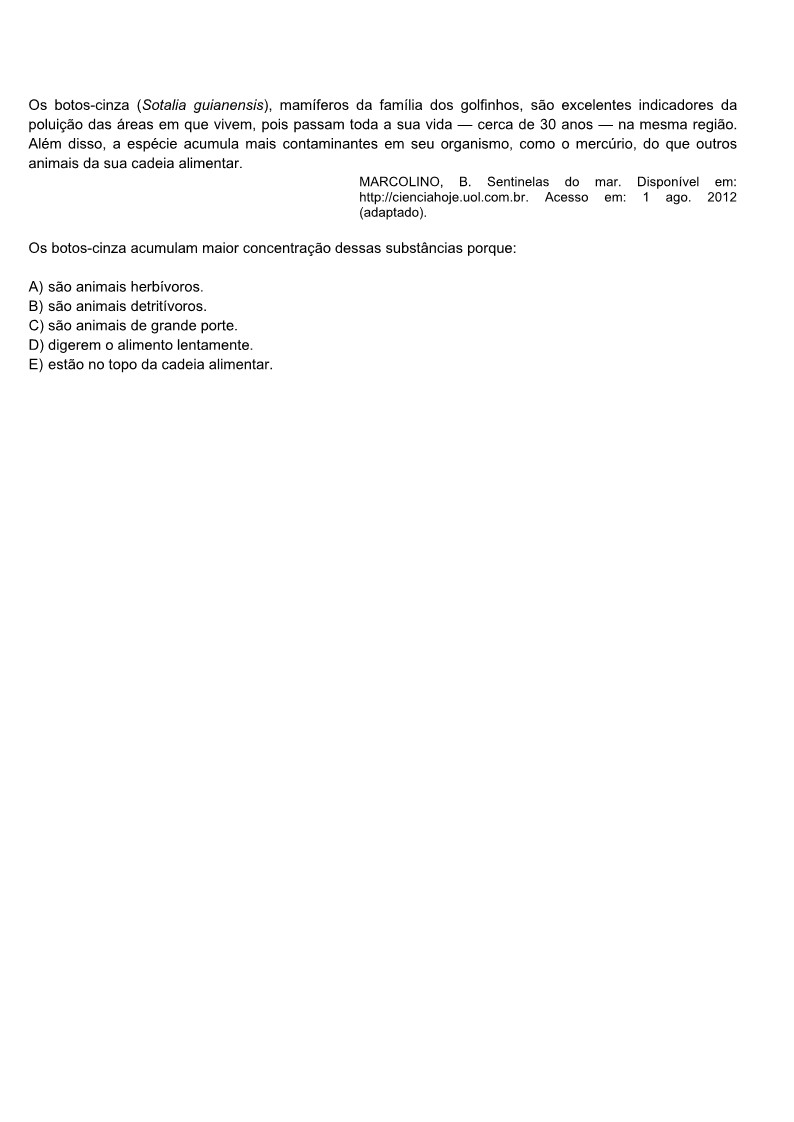 Os botos-cinza (Sotalia guianensis), mamíferos da família dos golfinhos, são excelentes indicadores da
poluição das áreas em que vivem, pois passam toda a sua vida — cerca de 30 anos — na mesma região.
Além disso, a espécie acumula mais contaminantes em seu organismo, como o mercúrio, do que outros
animais da sua cadeia alimentar.
MARCOLINO, B. Sentinelas do mar. Disponível em:
http://cienciahoje.uol.com.br. Acesso em: 1 ago. 2012
(adaptado).
Os botos-cinza acumulam maior concentração dessas substâncias porque:
A) são animais herbívoros.
B) são animais detritívoros.
C) são animais de grande porte.
D) digerem o alimento lentamente.
E) estão no topo da cadeia alimentar.